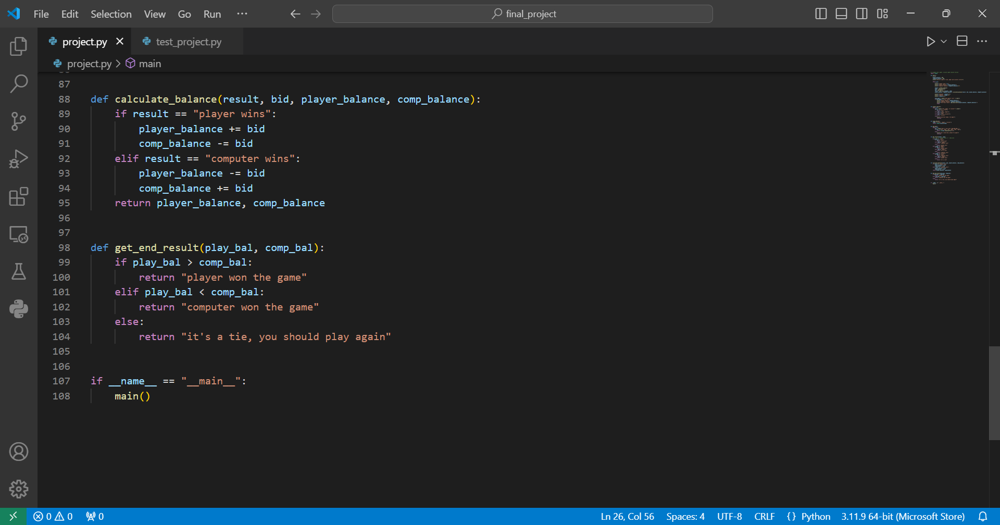 File Edit Selection View Go Run ··· final_project
project.py test_project.py
project.py > main
87
88 def calculate_balance(result, bid, player_balance, comp_balance):
89     if result == "player wins":
90         player_balance += bid
91         comp_balance -= bid
92     elif result == "computer wins":
93         player_balance -= bid
94         comp_balance += bid
95     return player_balance, comp_balance
96
97
98 def get_end_result(play_bal, comp_bal):
99     if play_bal > comp_bal:
100         return "player won the game"
101     elif play_bal < comp_bal:
102         return "computer won the game"
103     else:
104         return "it's a tie, you should play again"
105
106
107 if __name__ == "__main__":
108     main()
0 0 0 Ln 26, Col 56 Spaces: 4 UTF-8 CRLF {} Python 3.11.9 64-bit (Microsoft Store)